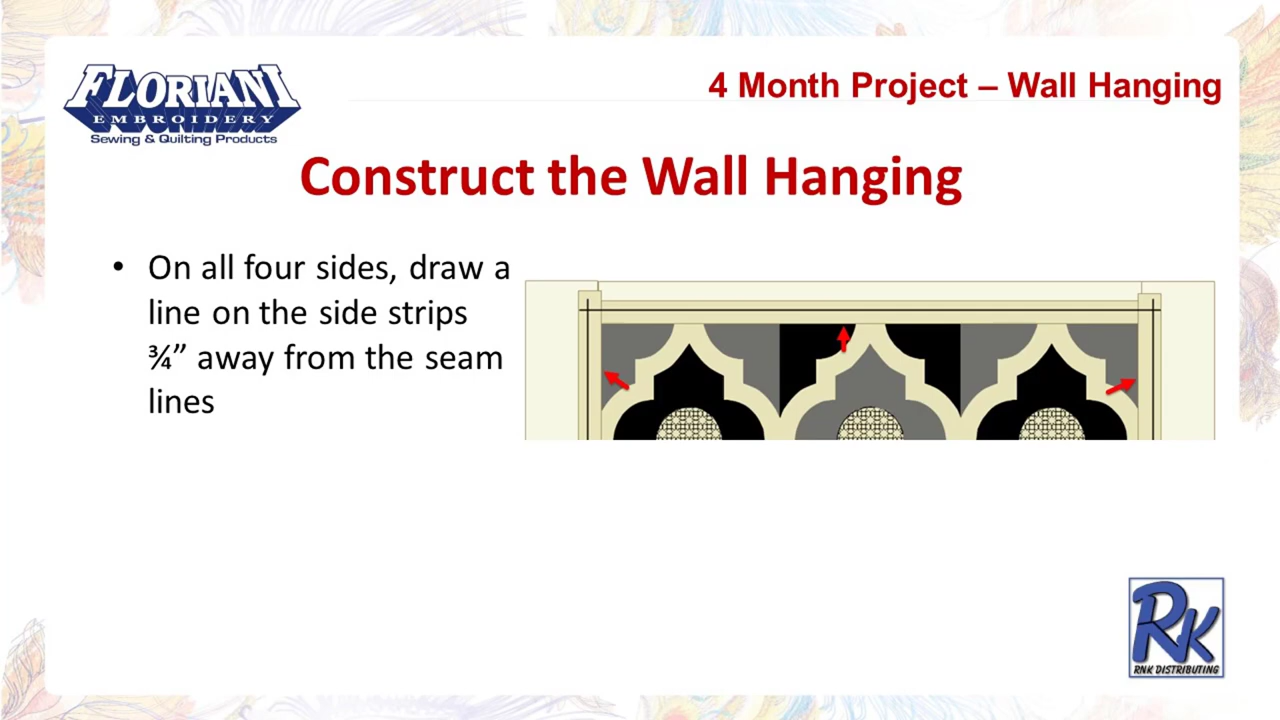 FLORIANI
EMBROIDERY
Sewing & Quilting Products
4 Month Project – Wall Hanging
Construct the Wall Hanging
• On all four sides, draw a
line on the side strips
¾” away from the seam
lines
RK
RNK DISTRIBUTING